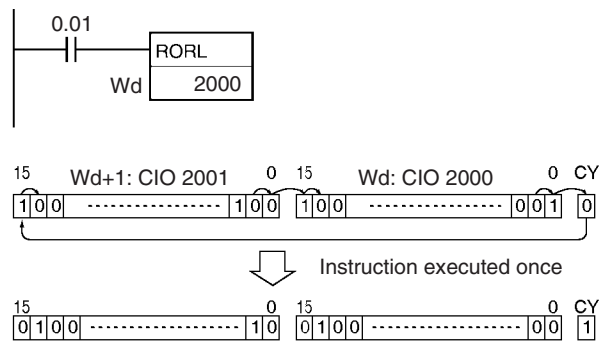 0.01
RORL
Wd 2000
15 Wd+1: CIO 2001 0 15 Wd: CIO 2000 0 CY
1 0 0 1 0 0 1 0 0 0 0 1 0
Instruction executed once
15 0 15 0 CY
0 1 0 0 1 0 0 1 0 0 0 0 1